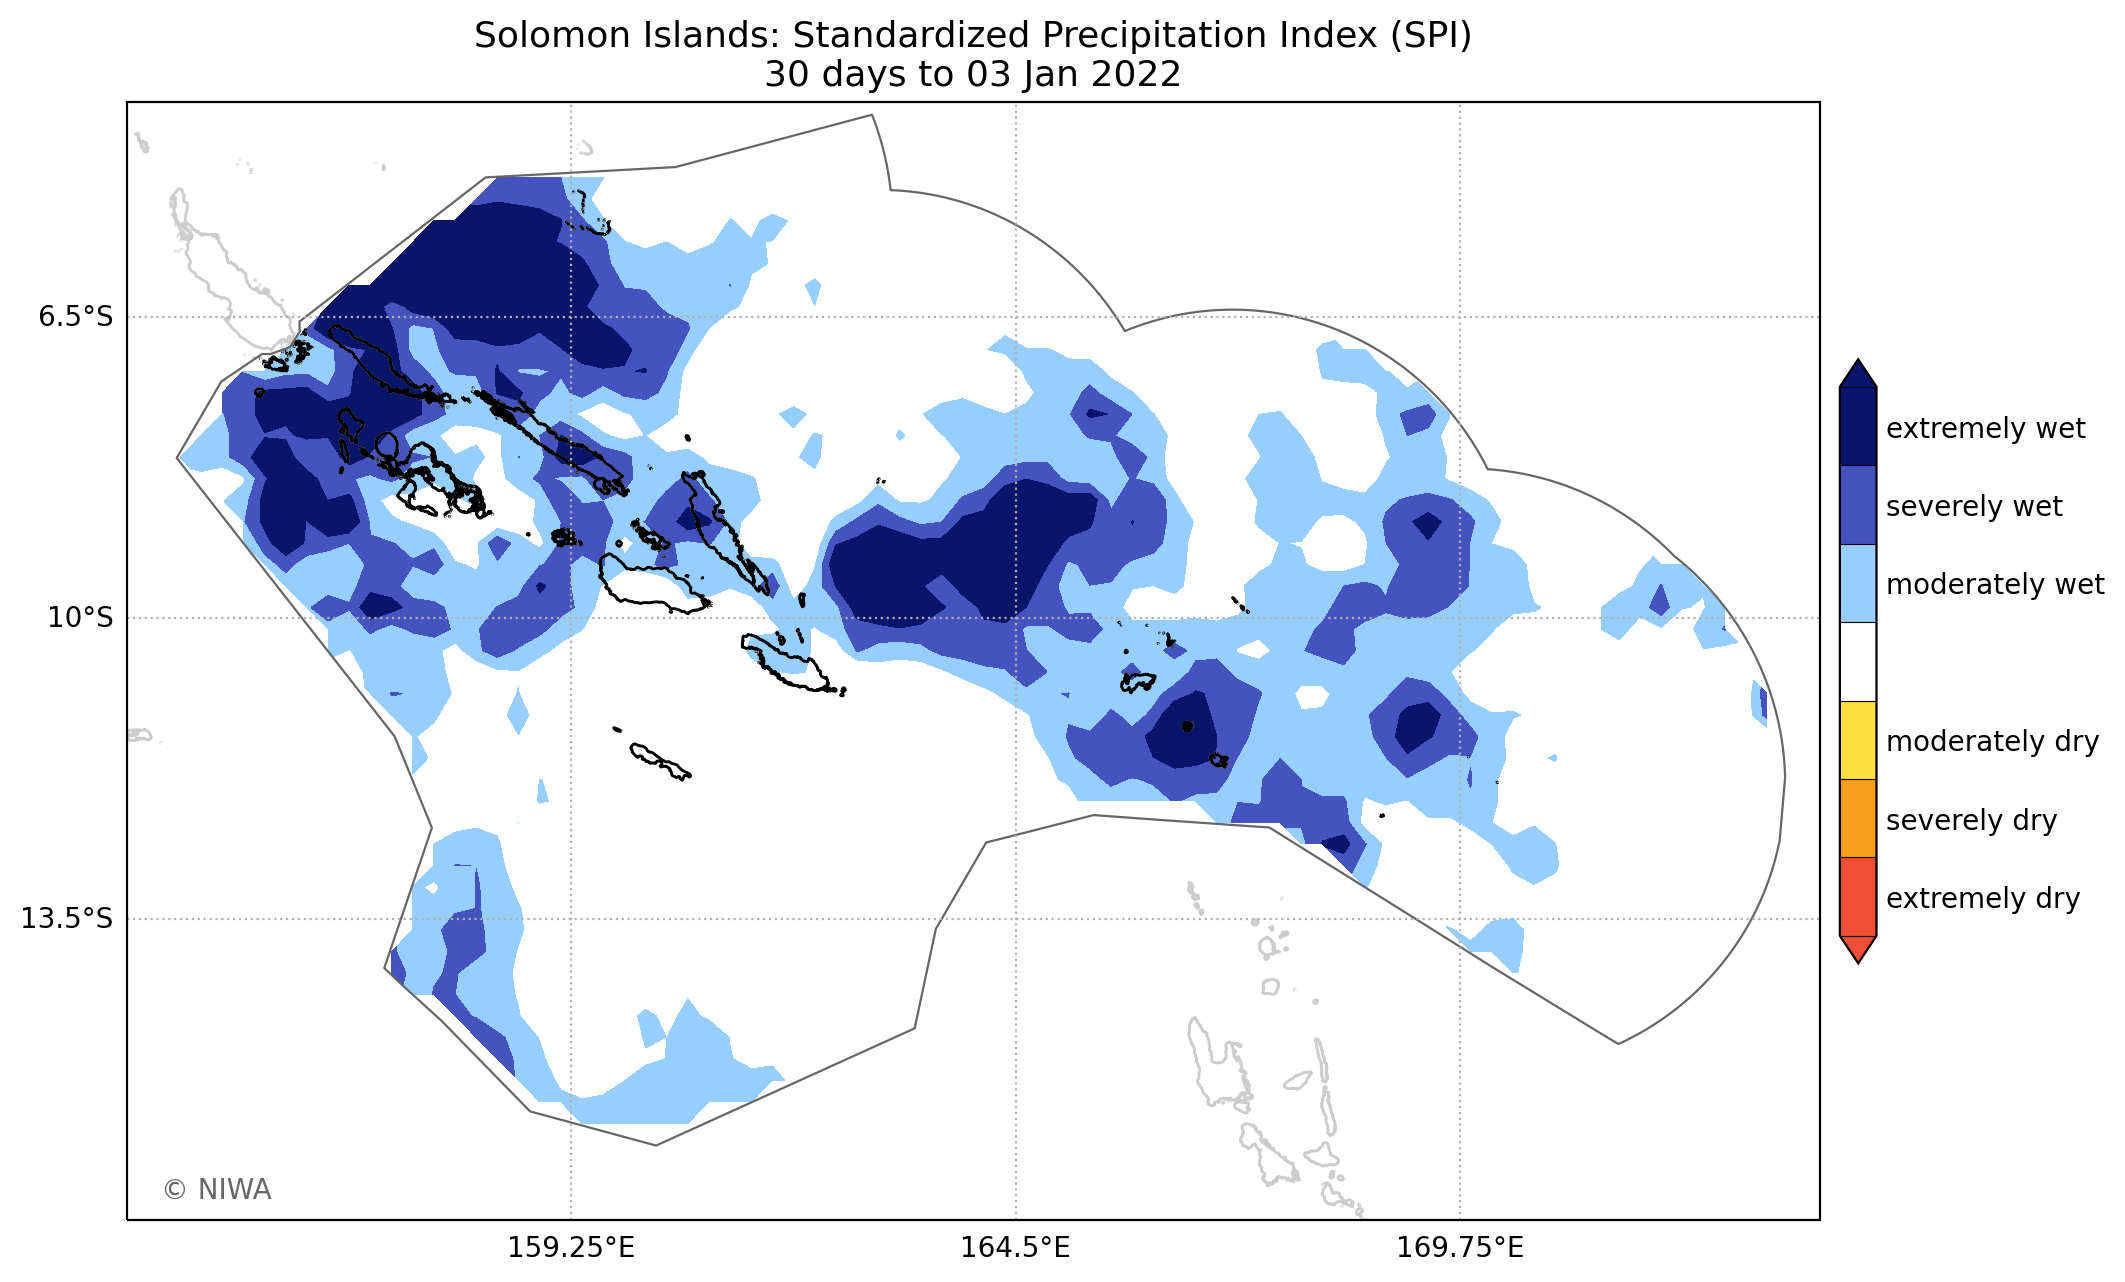 Solomon Islands: Standardized Precipitation Index (SPI)
30 days to 03 Jan 2022
6.5°S
10°S
13.5°S
159.25°E
164.5°E
169.75°E
extremely wet
severely wet
moderately wet
moderately dry
severely dry
extremely dry
© NIWA